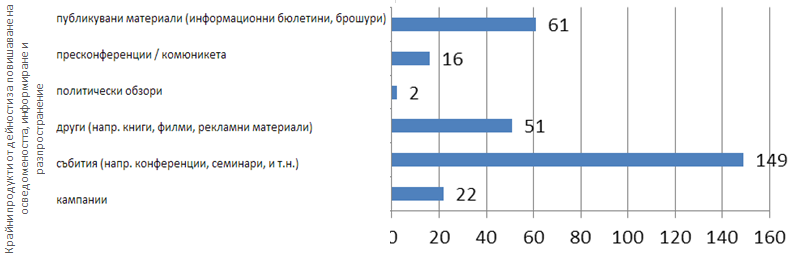 Крайни продукти от дейности за повишаване на
осведомеността, информиране и
разпространение
публикувани материали (информационни бюлетини, брошури)
61
пресконференции / комюникета
16
политически обзори
2
други (напр. книги, филми, рекламни материали)
51
събития (напр. конференции, семинари, и т.н.)
149
кампании
22
0 20 40 60 80 100 120 140 160